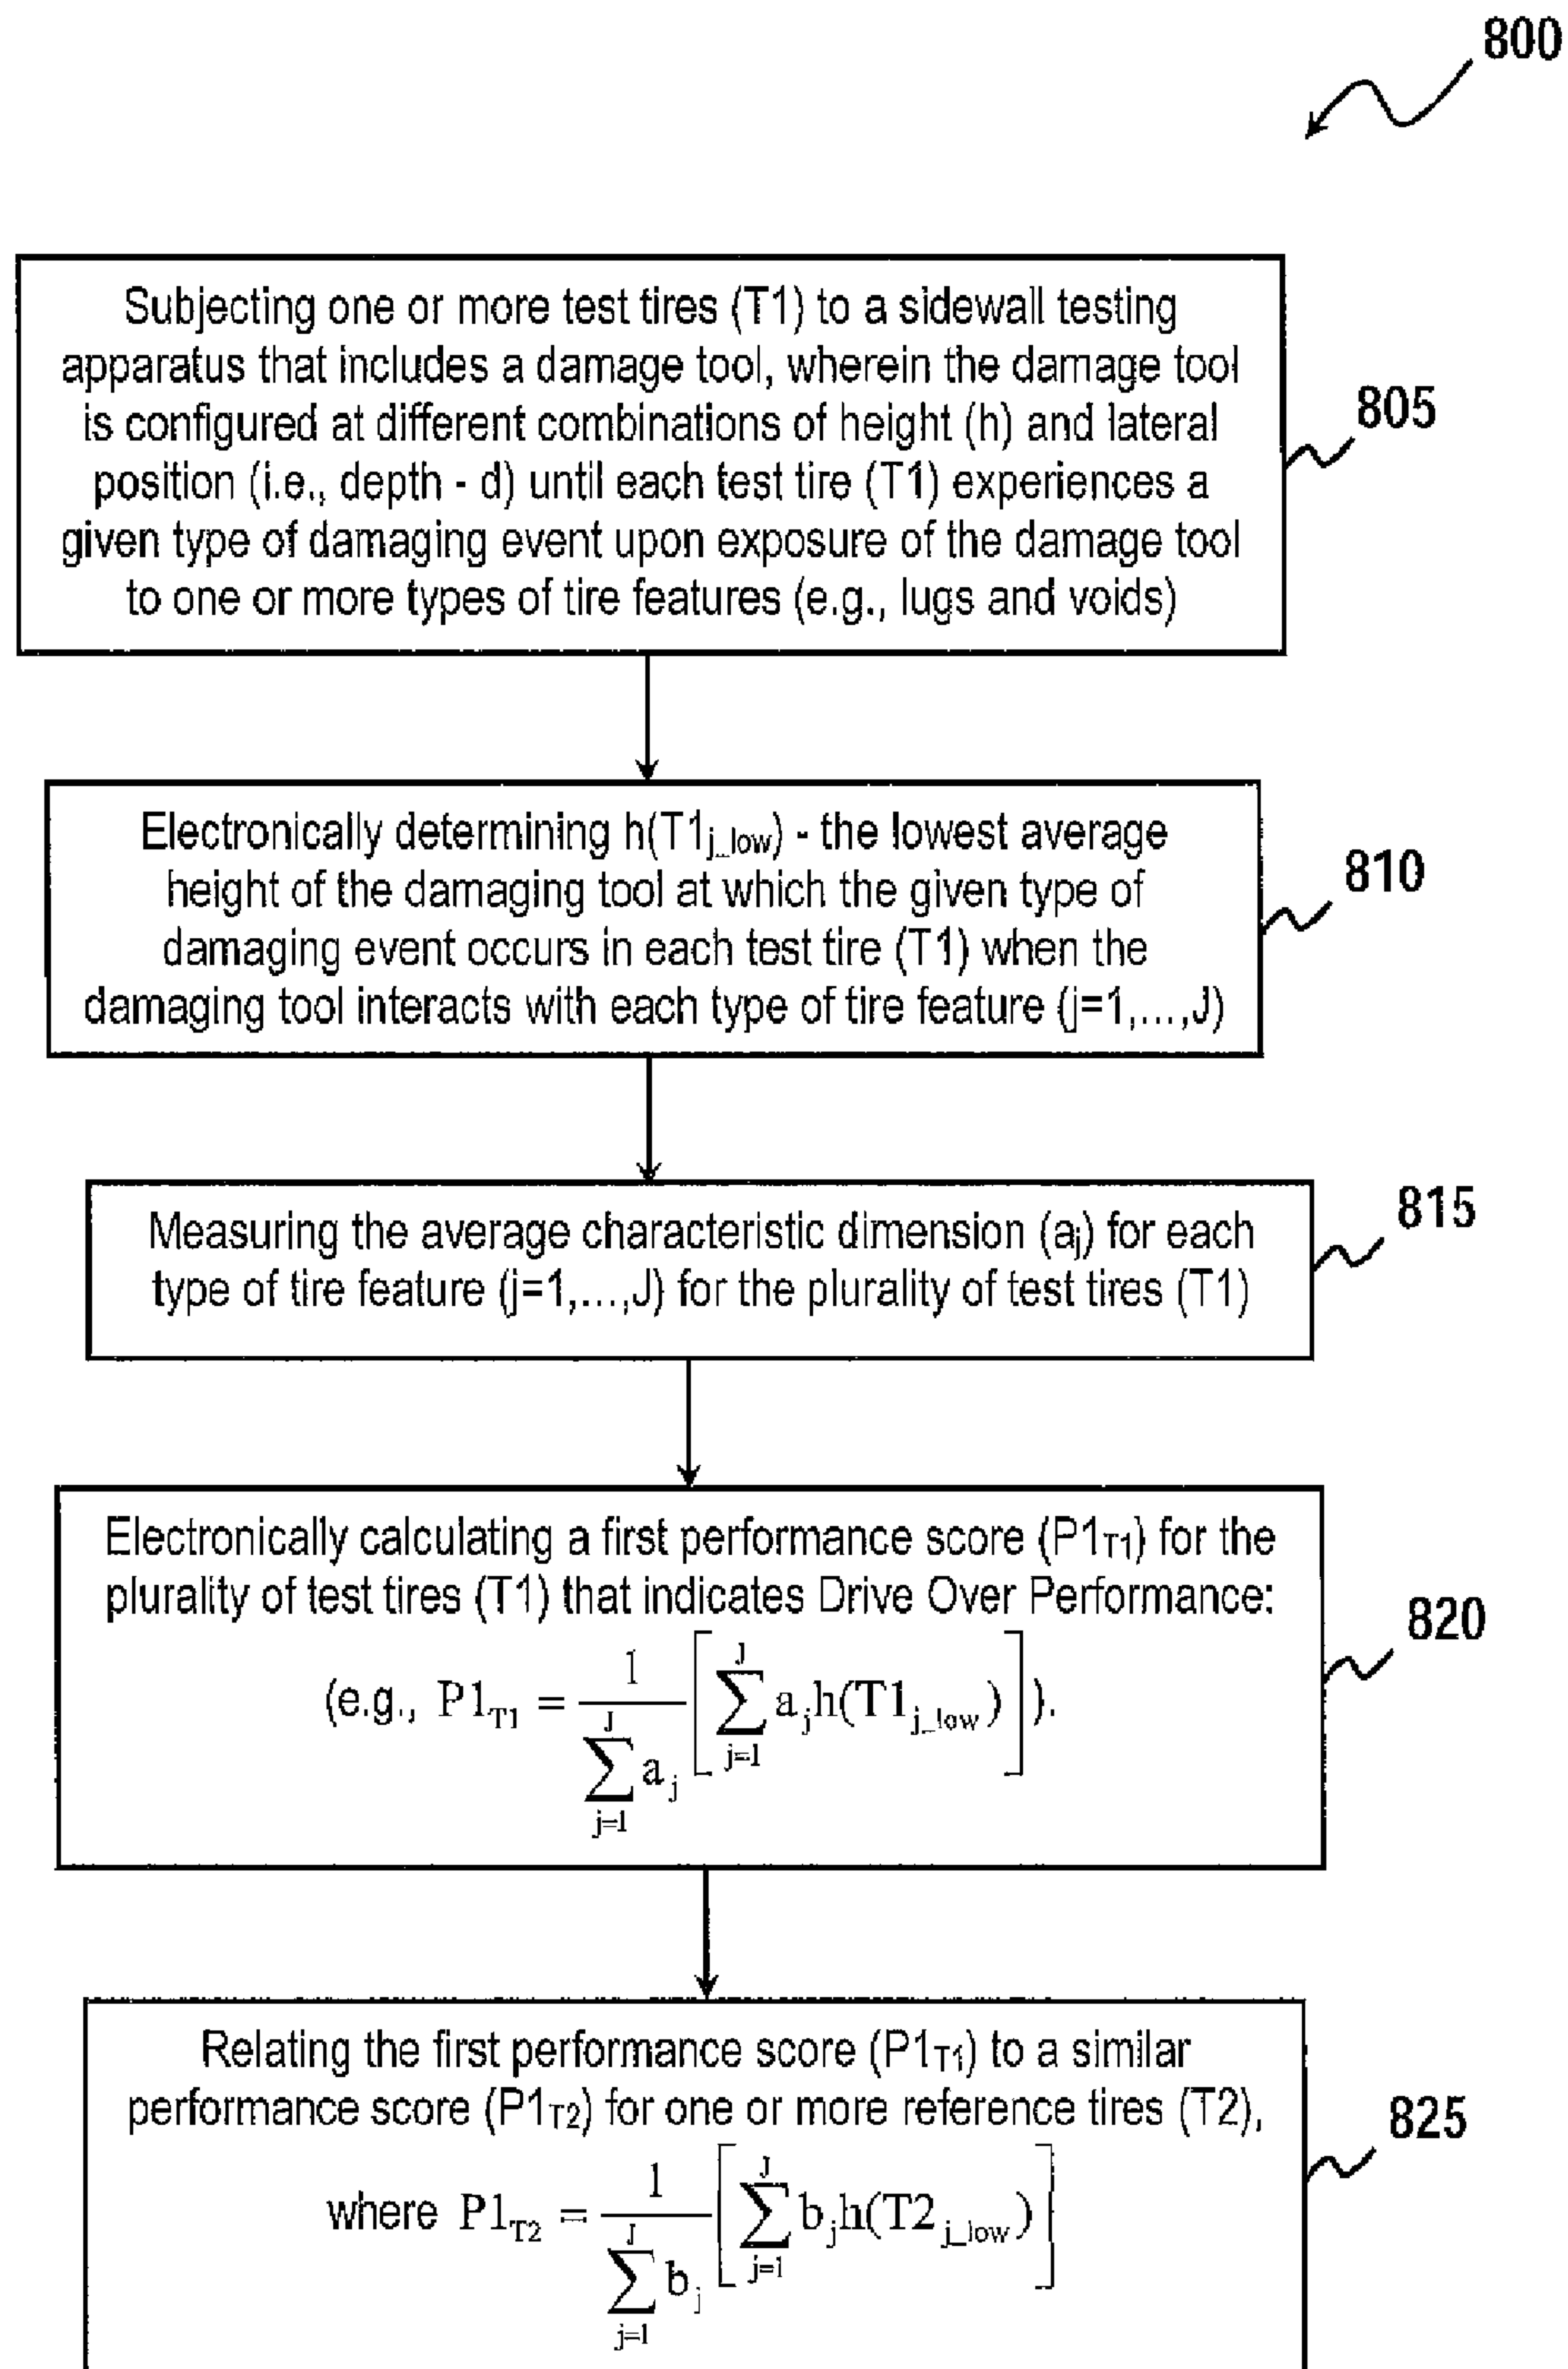 800
Subjecting one or more test tires (T1) to a sidewall testing
apparatus that includes a damage tool, wherein the damage tool
is configured at different combinations of height (h) and lateral
position (i.e., depth - d) until each test tire (T1) experiences a
given type of damaging event upon exposure of the damage tool
to one or more types of tire features (e.g., lugs and voids)
805
Electronically determining h(T1j_low) - the lowest average
height of the damaging tool at which the given type of
damaging event occurs in each test tire (T1) when the
damaging tool interacts with each type of tire feature (j=1,...,J)
810
Measuring the average characteristic dimension (aj) for each
type of tire feature (j=1,...,J) for the plurality of test tires (T1)
815
Electronically calculating a first performance score (P1T1) for the
plurality of test tires (T1) that indicates Drive Over Performance:
(e.g., P1T1 = 1 / ∑_{j=1}^{J} aj [ ∑_{j=1}^{J} aj h(T1j_low) ] ).
820
Relating the first performance score (P1T1) to a similar
performance score (P1T2) for one or more reference tires (T2),
where P1T2 = 1 / ∑_{j=1}^{J} bj [ ∑_{j=1}^{J} bj h(T2j_low) ]
825